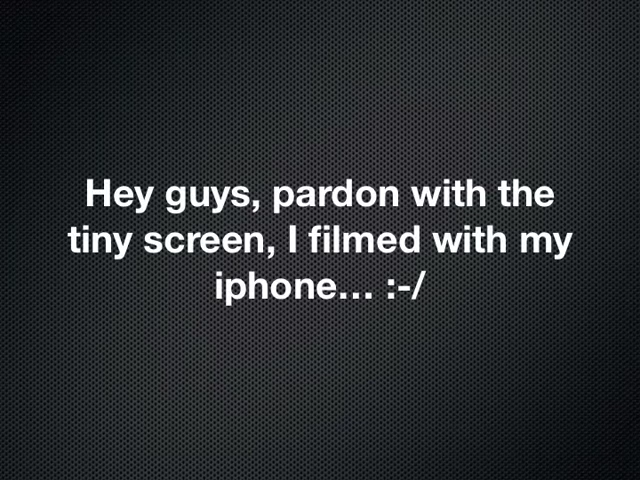 Hey guys, pardon with the
tiny screen, I filmed with my
iphone… :-/